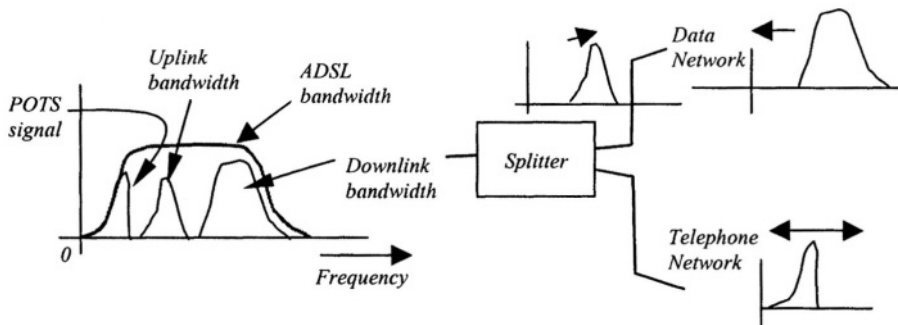 Uplink
bandwidth
ADSL
bandwidth
POTS
signal
Downlink
bandwidth
0
Frequency
Splitter
Data
Network
Telephone
Network